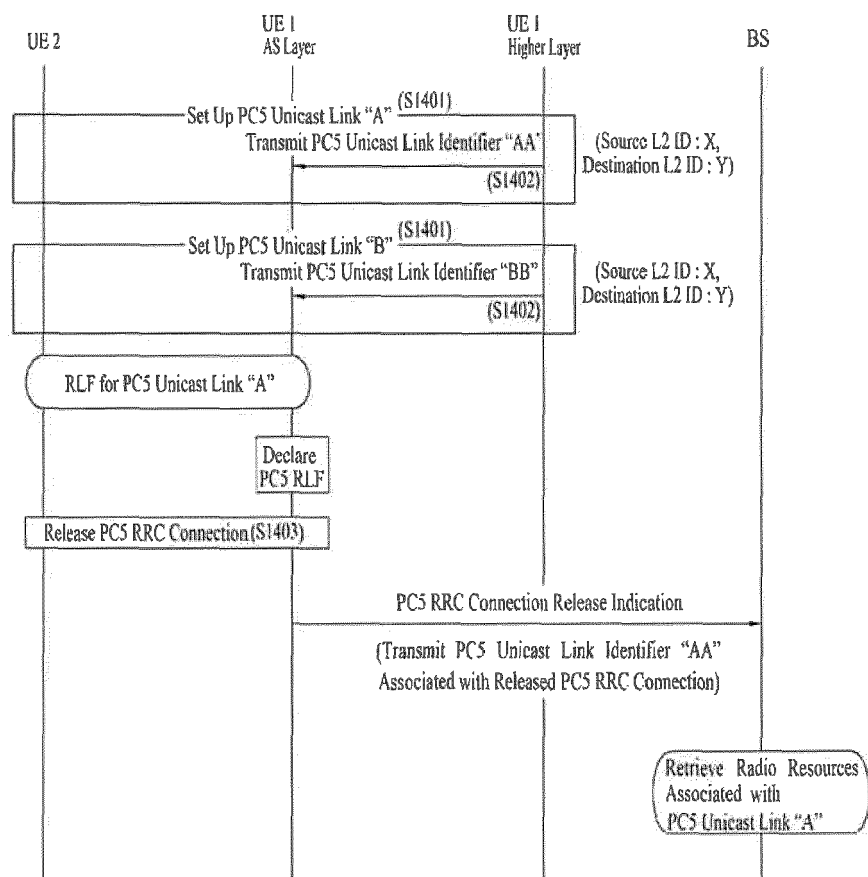 UE 2
UE 1
AS Layer
UE 1
Higher Layer
BS
Set Up PC5 Unicast Link “A” (S1401)
Transmit PC5 Unicast Link Identifier “AA”
(S1402)
(Source L2 ID : X,
Destination L2 ID : Y)
Set Up PC5 Unicast Link “B” (S1401)
Transmit PC5 Unicast Link Identifier “BB”
(S1402)
(Source L2 ID : X,
Destination L2 ID : Y)
RLF for PC5 Unicast Link “A”
Declare
PC5 RLF
Release PC5 RRC Connection(S1403)
PC5 RRC Connection Release Indication
(Transmit PC5 Unicast Link Identifier “AA”
Associated with Released PC5 RRC Connection)
Retrieve Radio Resources
Associated with
PC5 Unicast Link “A”